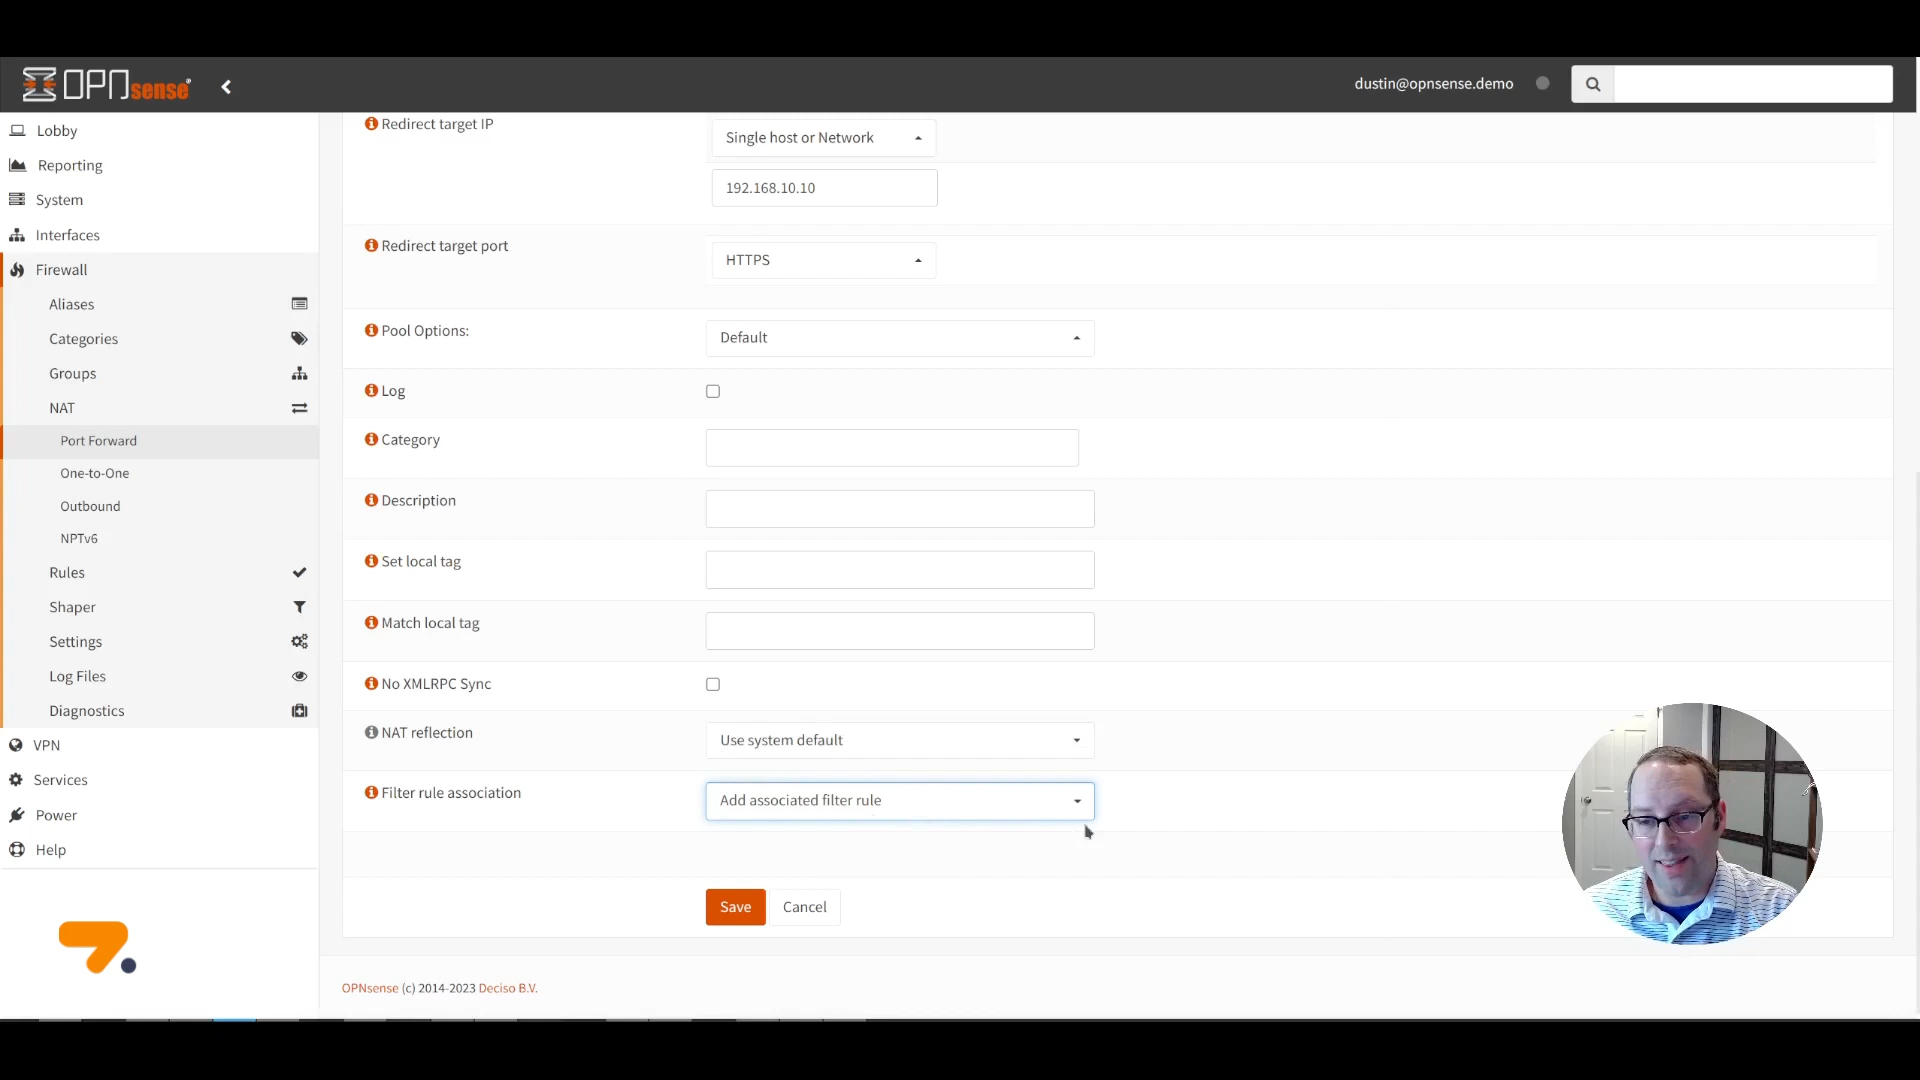 OPNsense
dustin@opnsense.demo
Lobby
Reporting
System
Interfaces
Firewall
Aliases
Categories
Groups
NAT
Port Forward
One-to-One
Outbound
NPTv6
Rules
Shaper
Settings
Log Files
Diagnostics
VPN
Services
Power
Help
Redirect target IP
Single host or Network
192.168.10.10
Redirect target port
HTTPS
Pool Options:
Default
Log
Category
Description
Set local tag
Match local tag
No XMLRPC Sync
NAT reflection
Use system default
Filter rule association
Add associated filter rule
Save
Cancel
OPNsense (c) 2014-2023 Deciso B.V.